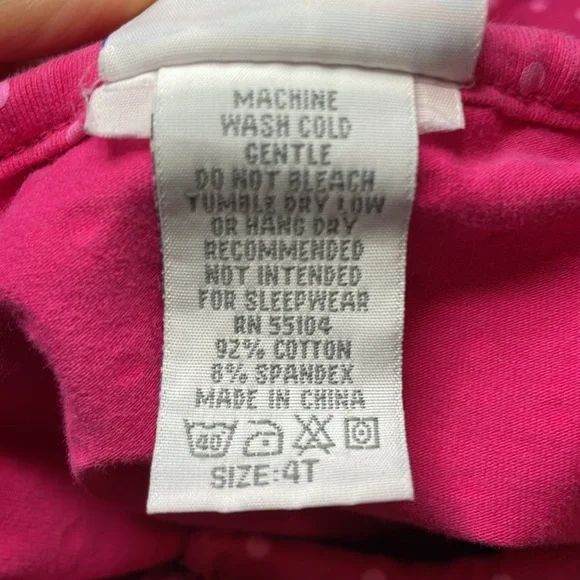 MACHINE
WASH COLD
GENTLE
DO NOT BLEACH
TUMBLE DRY LOW
OR HANG DRY
RECOMMENDED
NOT INTENDED
FOR SLEEPWEAR
RN 55104
92% COTTON
8% SPANDEX
MADE IN CHINA
40
SIZE:4T